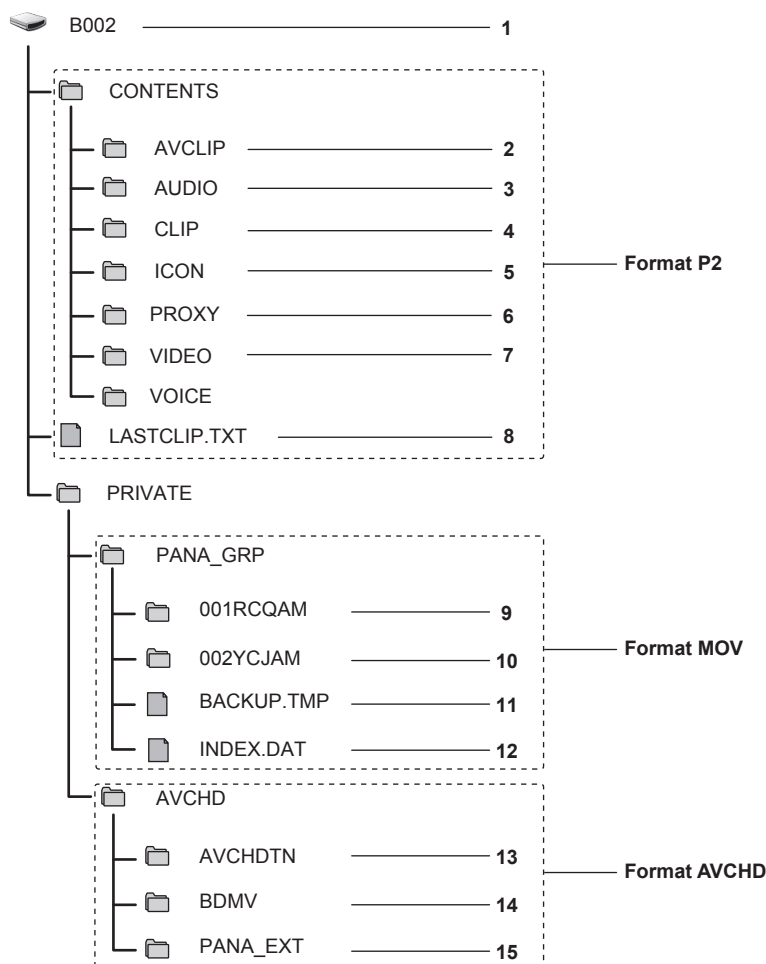 B002 1
CONTENTS
AVCLIP 2
AUDIO 3
CLIP 4
ICON 5
Format P2
PROXY 6
VIDEO 7
VOICE
LASTCLIP.TXT 8
PRIVATE
PANA_GRP
001RCQAM 9
Format MOV
002YCJAM 10
BACKUP.TMP 11
INDEX.DAT 12
AVCHD
AVCHDTN 13
Format AVCHD
BDMV 14
PANA_EXT 15